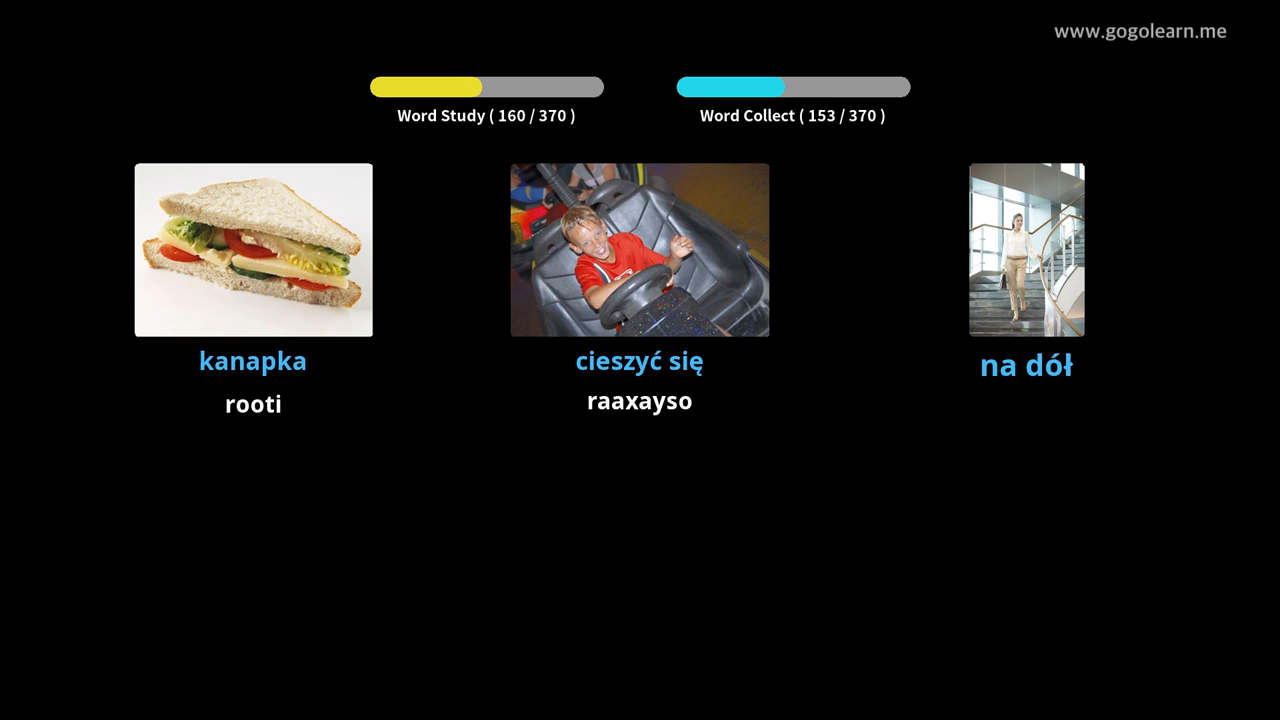 www.gogolearn.me
Word Study ( 160 / 370 )
Word Collect ( 153 / 370 )
kanapka
rooti
cieszyć się
raaxayso
na dół